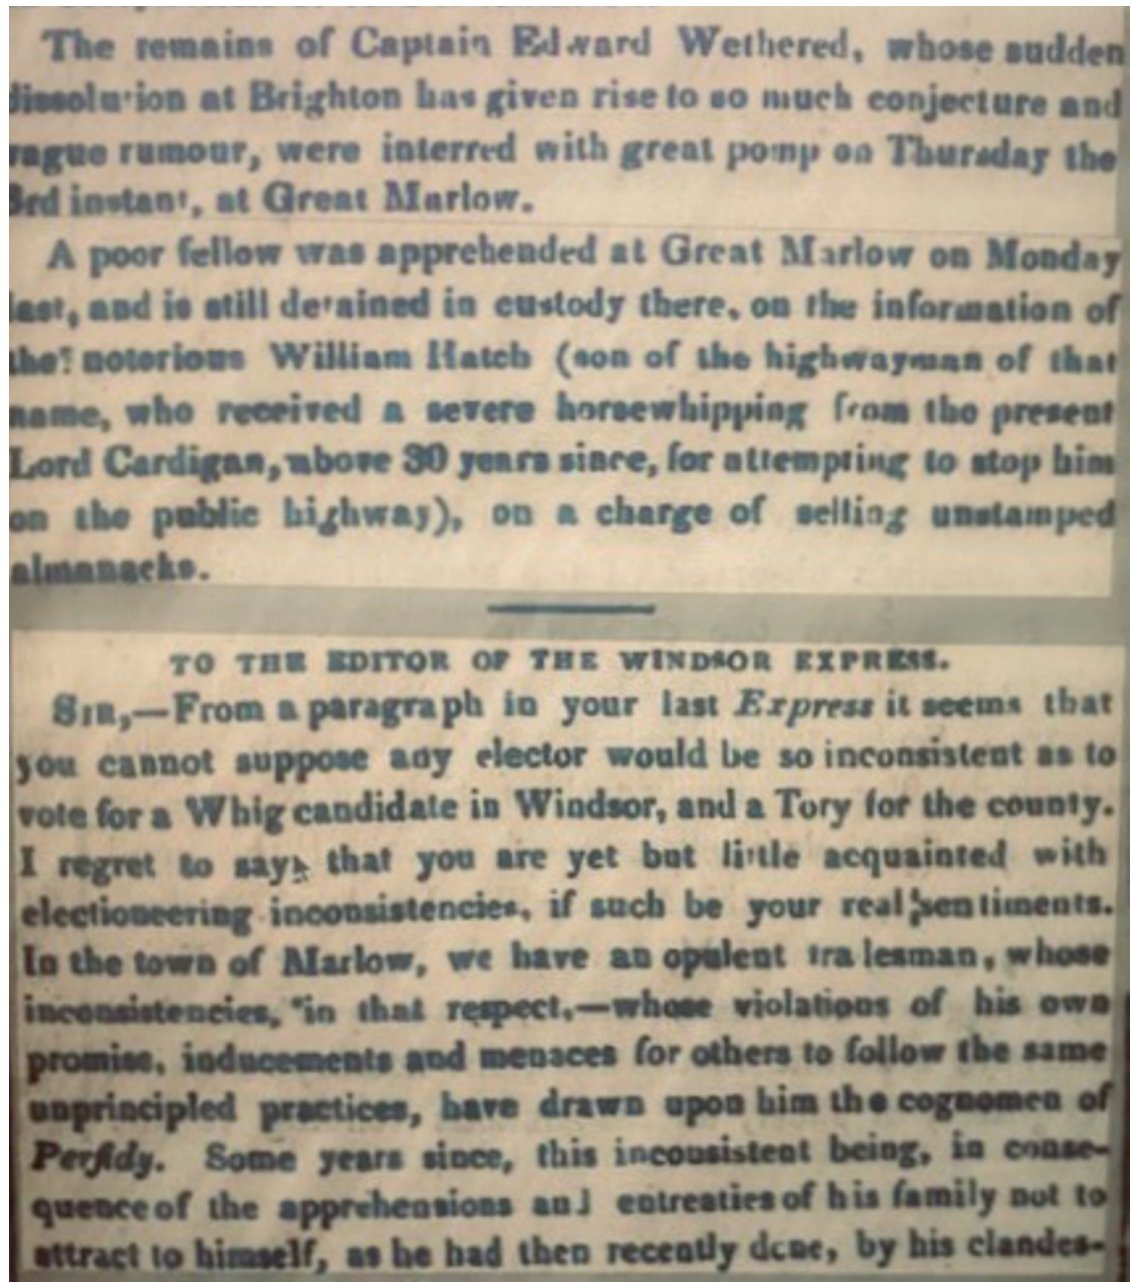 The remains of Captain Edward Wethered, whose sudden
dissolution at Brighton has given rise to so much conjecture and
vague rumour, were interred with great pomp on Thursday the
3rd instant, at Great Marlow.
A poor fellow was apprehended at Great Marlow on Monday
last, and is still detained in custody there, on the information of
the notorious William Hatch (son of the highwayman of that
name, who received a severe horsewhipping from the present
Lord Cardigan, above 30 years since, for attempting to stop him
on the public highway), on a charge of selling unstamped
almanacks.
TO THE EDITOR OF THE WINDSOR EXPRESS.
SIR,—From a paragraph in your last Express it seems that
you cannot suppose any elector would be so inconsistent as to
vote for a Whig candidate in Windsor, and a Tory for the county.
I regret to say, that you are yet but little acquainted with
electioneering inconsistencies, if such be your real sentiments.
In the town of Marlow, we have an opulent tradesman, whose
inconsistencies, in that respect,—whose violations of his own
promise, inducements and menaces for others to follow the same
unprincipled practices, have drawn upon him the cognomen of
Perfidy. Some years since, this inconsistent being, in conse-
quence of the apprehensions and entreaties of his family not to
attract to himself, as he had then recently done, by his clandes-